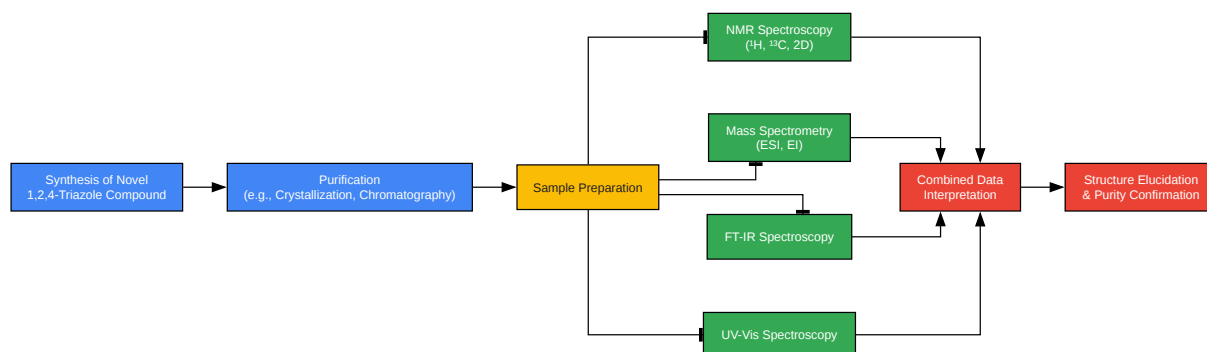 Synthesis of Novel
1,2,4-Triazole Compound
Purification
(e.g., Crystallization, Chromatography)
Sample Preparation
NMR Spectroscopy
(¹H, ¹³C, 2D)
Mass Spectrometry
(ESI, EI)
FT-IR Spectroscopy
UV-Vis Spectroscopy
Combined Data
Interpretation
Structure Elucidation
& Purity Confirmation